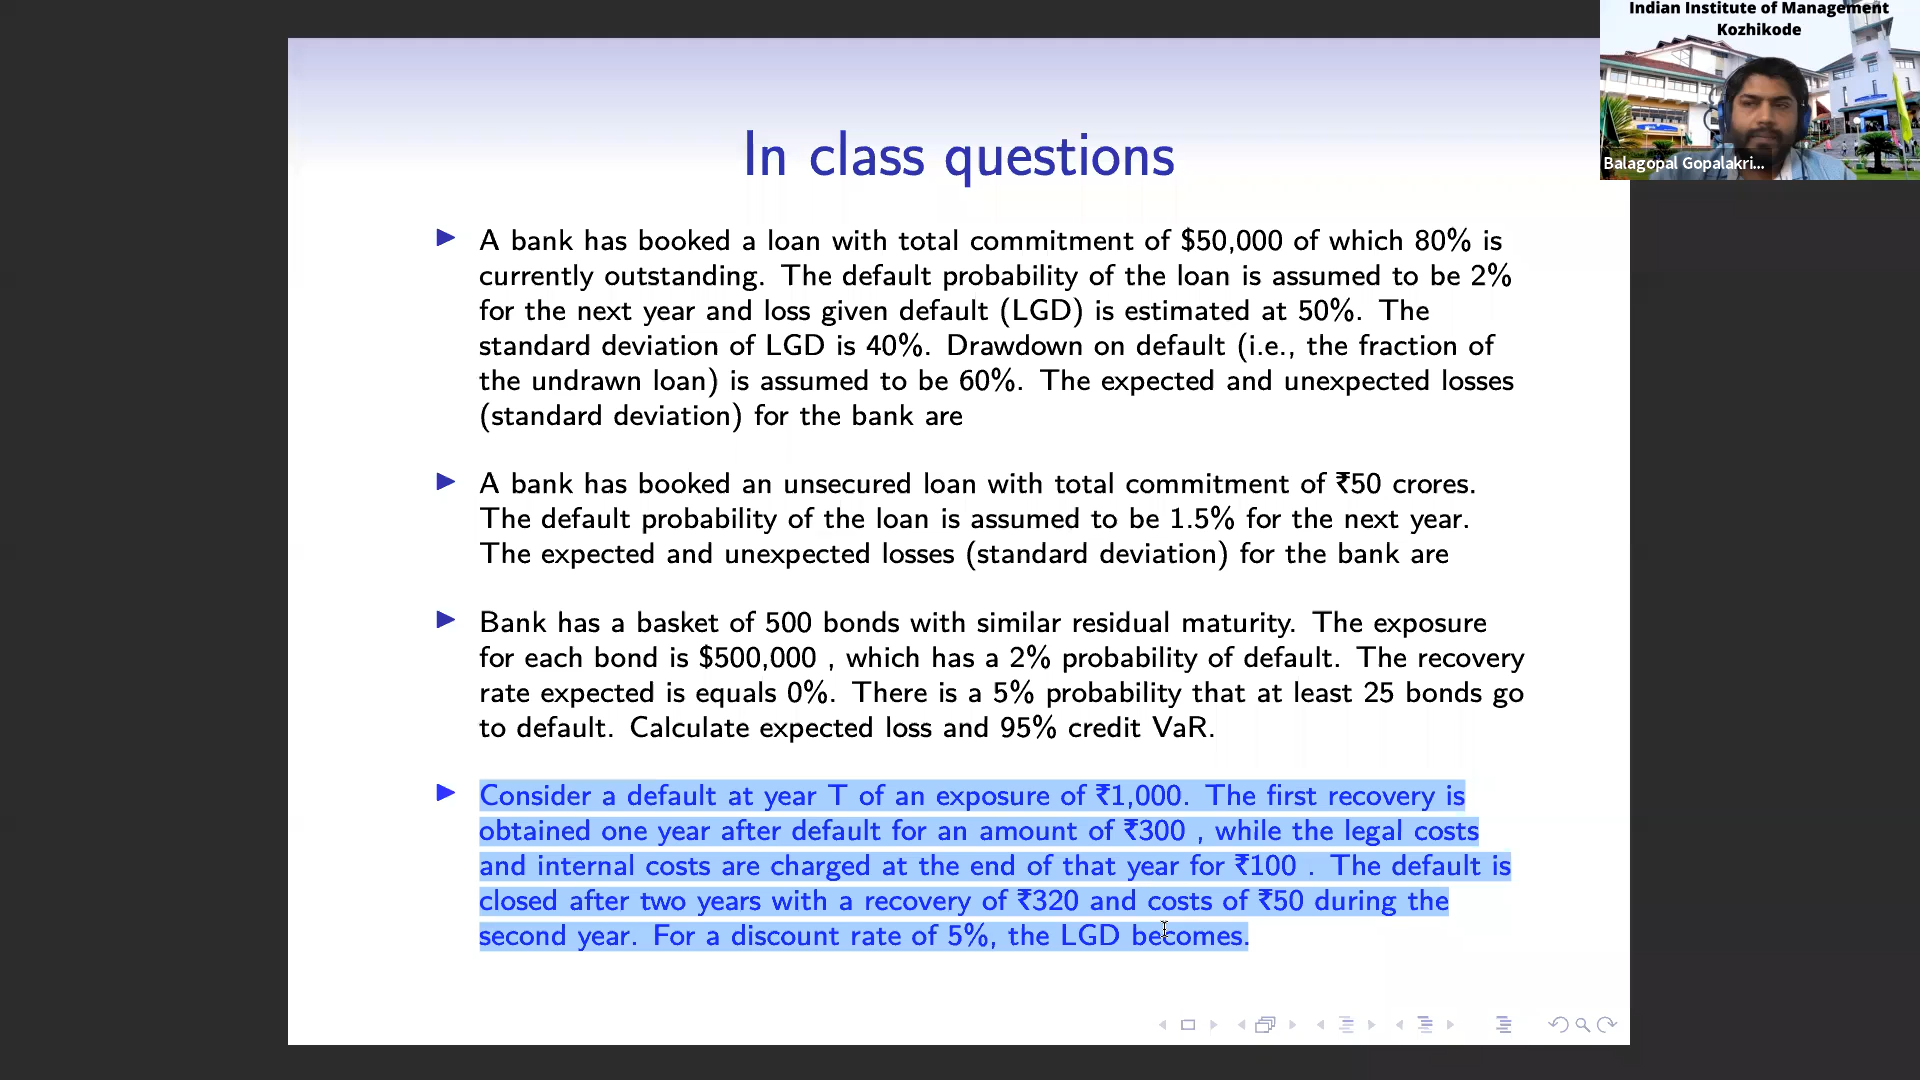 Indian Institute of Management
Kozhikode
Balagopal Gopalakri...
In class questions
A bank has booked a loan with total commitment of $50,000 of which 80% is
currently outstanding. The default probability of the loan is assumed to be 2%
for the next year and loss given default (LGD) is estimated at 50%. The
standard deviation of LGD is 40%. Drawdown on default (i.e., the fraction of
the undrawn loan) is assumed to be 60%. The expected and unexpected losses
(standard deviation) for the bank are
A bank has booked an unsecured loan with total commitment of ₹50 crores.
The default probability of the loan is assumed to be 1.5% for the next year.
The expected and unexpected losses (standard deviation) for the bank are
Bank has a basket of 500 bonds with similar residual maturity. The exposure
for each bond is $500,000 , which has a 2% probability of default. The recovery
rate expected is equals 0%. There is a 5% probability that at least 25 bonds go
to default. Calculate expected loss and 95% credit VaR.
Consider a default at year T of an exposure of ₹1,000. The first recovery is
obtained one year after default for an amount of ₹300 , while the legal costs
and internal costs are charged at the end of that year for ₹100 . The default is
closed after two years with a recovery of ₹320 and costs of ₹50 during the
second year. For a discount rate of 5%, the LGD becomes.